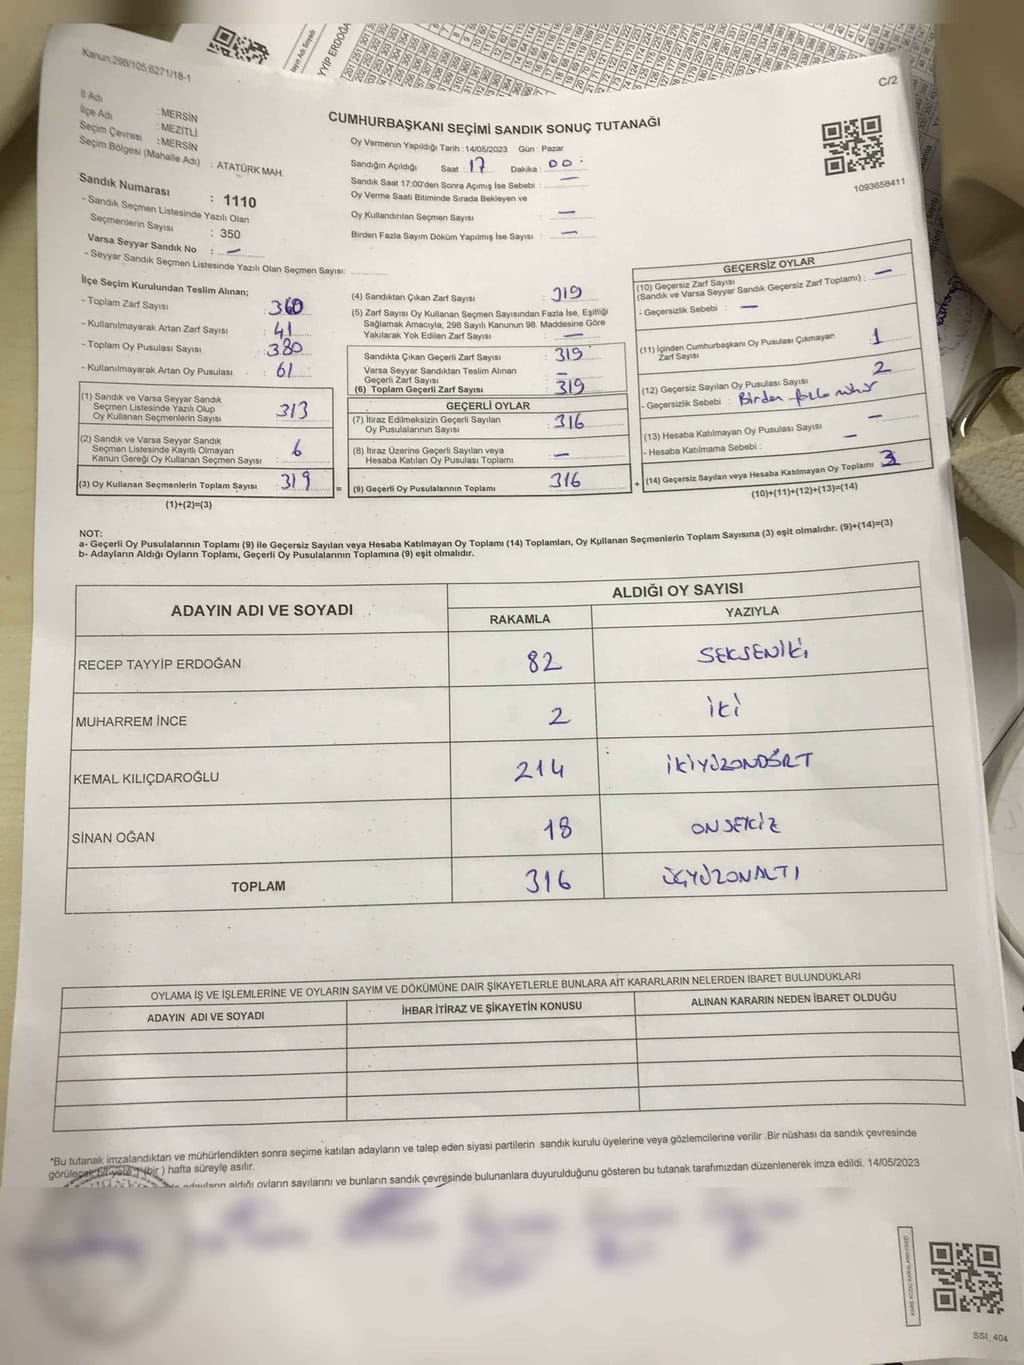 Kanun:298/105;6271/18-1
C/2
İl Adı : MERSİN
İlçe Adı : MEZİTLİ
Seçim Çevresi : MERSİN
Seçim Bölgesi (Mahalle Adı) : ATATÜRK MAH.
Sandık Numarası : 1110
- Sandık Seçmen Listesinde Yazılı Olan
Seçmenlerin Sayısı : 350
Varsa Seyyar Sandık No : —
- Seyyar Sandık Seçmen Listesinde Yazılı Olan Seçmen Sayısı:
CUMHURBAŞKANI SEÇİMİ SANDIK SONUÇ TUTANAĞI
Oy Vermenin Yapıldığı Tarih :14/05/2023 Gün : Pazar
Sandığın Açıldığı Saat : 17 Dakika : 00
Sandık Saat 17:00'den Sonra Açımış İse Sebebi : —
Oy Verme Saati Bitiminde Sırada Bekleyen ve
Oy Kullandırılan Seçmen Sayısı : —
Birden Fazla Sayım Döküm Yapılmış İse Sayısı : —
1093658411
İlçe Seçim Kurulundan Teslim Alınan;
- Toplam Zarf Sayısı : 360
- Kullanılmayarak Artan Zarf Sayısı : 41
- Toplam Oy Pusulası Sayısı : 380
- Kullanılmayarak Artan Oy Pusulası : 61
(1) Sandık ve Varsa Seyyar Sandık
Seçmen Listesinde Yazılı Olup
Oy Kullanan Seçmenlerin Sayısı : 313
(2) Sandık ve Varsa Seyyar Sandık
Seçmen Listesinde Kayıtlı Olmayan
Kanun Gereği Oy Kullanan Seçmen Sayısı : 6
(3) Oy Kullanan Seçmenlerin Toplam Sayısı : 319
(1)+(2)=(3)
=
(4) Sandıktan Çıkan Zarf Sayısı : 319
(5) Zarf Sayısı Oy Kullanan Seçmen Sayısından Fazla İse, Eşitliği
Sağlamak Amacıyla; 298 Sayılı Kanunun 98. Maddesine Göre
Yakılarak Yok Edilen Zarf Sayısı : —
Sandıkta Çıkan Geçerli Zarf Sayısı : 319
Varsa Seyyar Sandıktan Teslim Alınan
Geçerli Zarf Sayısı : —
(6) Toplam Geçerli Zarf Sayısı : 319
GEÇERLİ OYLAR
(7) İtiraz Edilmeksizin Geçerli Sayılan
Oy Pusulalarının Sayısı : 316
(8) İtiraz Üzerine Geçerli Sayılan veya
Hesaba Katılan Oy Pusulası Toplamı : —
(9) Geçerli Oy Pusulalarının Toplamı : 316
+
GEÇERSİZ OYLAR
(10) Geçersiz Zarf Sayısı
(Sandık ve Varsa Seyyar Sandık Geçersiz Zarf Toplamı) : —
- Geçersizlik Sebebi : —
(11) İçinden Cumhurbaşkanı Oy Pusulası Çıkmayan
Zarf Sayısı : 1
(12) Geçersiz Sayılan Oy Pusulası Sayısı : 2
- Geçersizlik Sebebi : Birden fazla mühür
(13) Hesaba Katılmayan Oy Pusulası Sayısı : —
- Hesaba Katılmama Sebebi : —
(14) Geçersiz Sayılan veya Hesaba Katılmayan Oy Toplamı : 3
(10)+(11)+(12)+(13)=(14)
NOT:
a- Geçerli Oy Pusulalarının Toplamı (9) ile Geçersiz Sayılan veya Hesaba Katılmayan Oy Toplamı (14) Toplamları, Oy Kullanan Seçmenlerin Toplam Sayısına (3) eşit olmalıdır. (9)+(14)=(3)
b- Adayların Aldığı Oyların Toplamı, Geçerli Oy Pusulalarının Toplamına (9) eşit olmalıdır.
ADAYIN ADI VE SOYADI
ALDIĞI OY SAYISI
RAKAMLA YAZIYLA
RECEP TAYYİP ERDOĞAN 82 SEKSENİKİ
MUHARREM İNCE 2 İKİ
KEMAL KILIÇDAROĞLU 214 İKİYÜZONDÖRT
SİNAN OĞAN 18 ONSEKİZ
TOPLAM 316 ÜÇYÜZONALTI
OYLAMA İŞ VE İŞLEMLERİNE VE OYLARIN SAYIM VE DÖKÜMÜNE DAİR ŞİKAYETLERLE BUNLARA AİT KARARLARIN NELERDEN İBARET BULUNDUKLARI
ADAYIN ADI VE SOYADI İHBAR İTİRAZ VE ŞİKAYETİN KONUSU ALINAN KARARIN NEDEN İBARET OLDUĞU
*Bu tutanak imzalandıktan ve mühürlendikten sonra seçime katılan adayların ve talep eden siyasi partilerin sandık kurulu üyelerine veya gözlemcilerine verilir .Bir nüshası da sandık çevresinde
görülecek bir yere 1 (bir ) hafta süreyle asılır.
adayların aldığı oyların sayılarını ve bunların sandık çevresinde bulunanlara duyurulduğunu gösteren bu tutanak tarafımızdan düzenlenerek imza edildi. 14/05/2023
SSI_404